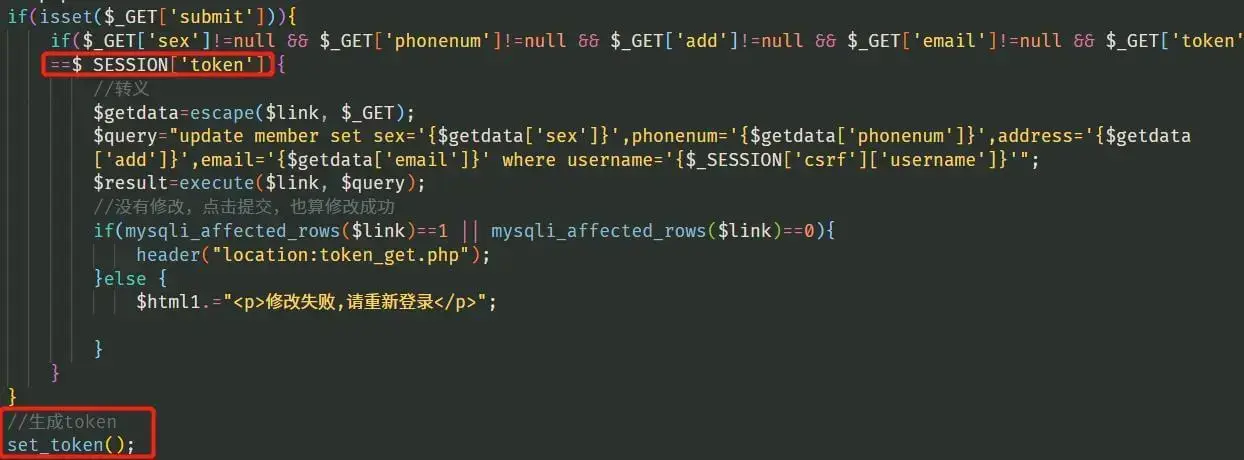 if(isset($_GET['submit'])){
if($_GET['sex']!=null && $_GET['phonenum']!=null && $_GET['add']!=null && $_GET['email']!=null && $_GET['token'
==$_SESSION['token']{
//转义
$getdata=escape($link, $_GET);
$query="update member set sex='{$getdata['sex']}',phonenum='{$getdata['phonenum']}',address='{$getdata
['add']}',email='{$getdata['email']}' where username='{$_SESSION['csrf']['username']}'";
$result=execute($link, $query);
//没有修改，点击提交，也算修改成功
if(mysqli_affected_rows($link)==1 || mysqli_affected_rows($link)==0){
header("location:token_get.php");
}else {
$html1.="<p>修改失败,请重新登录</p>";
}
}
}
//生成token
set_token();